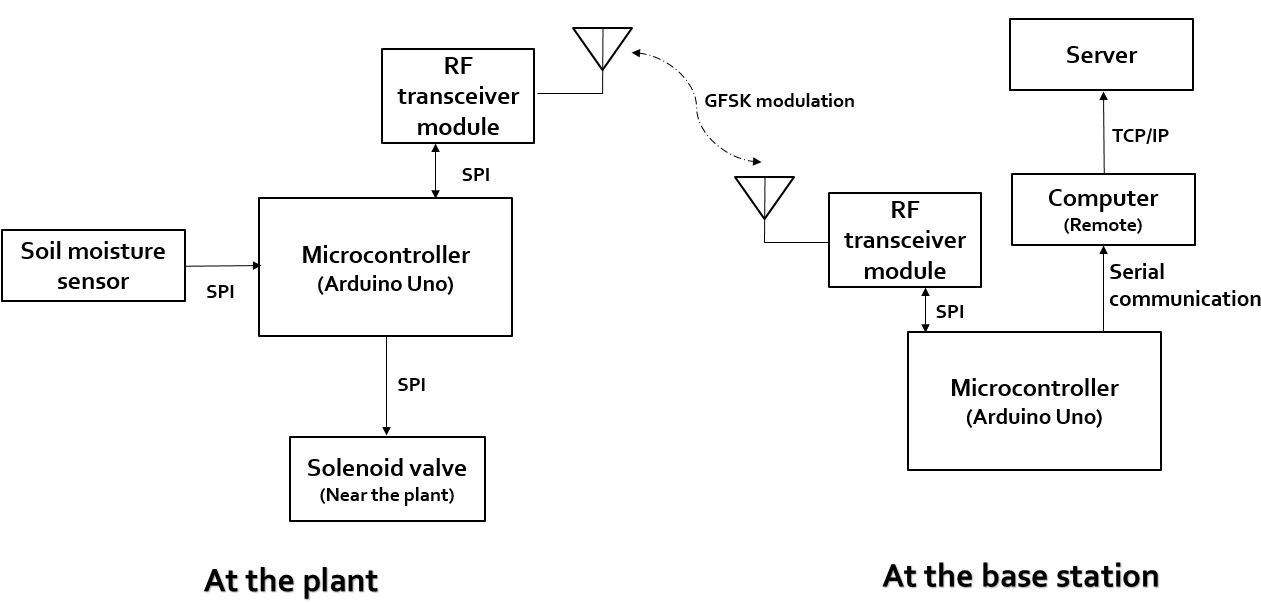 RF
transceiver
module
GFSK modulation
SPI
Soil moisture
sensor
SPI
Microcontroller
(Arduino Uno)
SPI
Solenoid valve
(Near the plant)
At the plant
Server
TCP/IP
Computer
(Remote)
Serial
communication
RF
transceiver
module
SPI
Microcontroller
(Arduino Uno)
At the base station